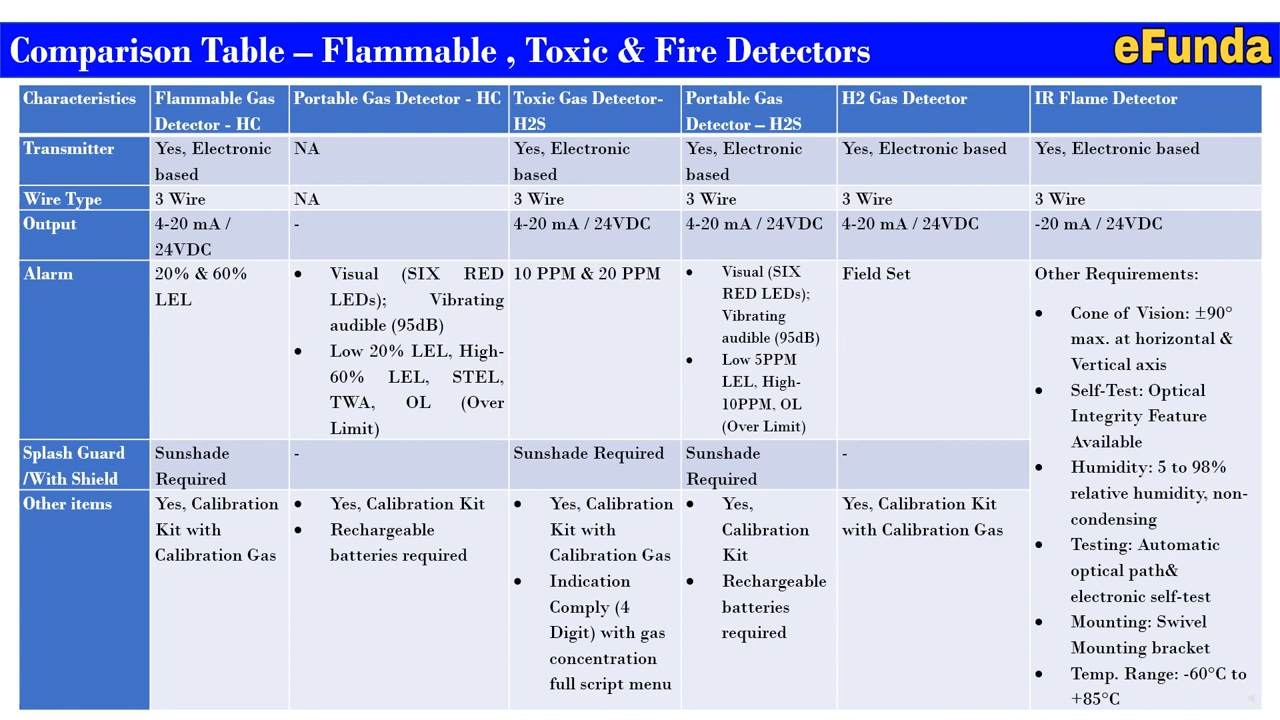 Comparison Table – Flammable , Toxic & Fire Detectors
eFunda
Characteristics
Flammable Gas
Detector - HC
Portable Gas Detector - HC
Toxic Gas Detector-
H2S
Portable Gas
Detector – H2S
H2 Gas Detector
IR Flame Detector
Transmitter
Yes, Electronic
based
NA
Yes, Electronic
based
Yes, Electronic
based
Yes, Electronic based
Yes, Electronic based
Wire Type
3 Wire
NA
3 Wire
3 Wire
3 Wire
3 Wire
Output
4-20 mA /
24VDC
-
4-20 mA / 24VDC
4-20 mA / 24VDC
4-20 mA / 24VDC
-20 mA / 24VDC
Alarm
20% & 60%
LEL
• Visual (SIX RED
LEDs); Vibrating
audible (95dB)
• Low 20% LEL, High-
60% LEL, STEL,
TWA, OL (Over
Limit)
10 PPM & 20 PPM
• Visual (SIX
RED LEDs);
Vibrating
audible (95dB)
• Low 5PPM
LEL, High-
10PPM, OL
(Over Limit)
Field Set
Other Requirements:
• Cone of Vision: ±90°
max. at horizontal &
Vertical axis
• Self-Test: Optical
Integrity Feature
Available
• Humidity: 5 to 98%
relative humidity, non-
condensing
• Testing: Automatic
optical path&
electronic self-test
• Mounting: Swivel
Mounting bracket
• Temp. Range: -60°C to
+85°C
Splash Guard
/With Shield
Sunshade
Required
-
Sunshade Required
Sunshade
Required
-
Other items
Yes, Calibration
Kit with
Calibration Gas
• Yes, Calibration Kit
• Rechargeable
batteries required
• Yes, Calibration
Kit with
Calibration Gas
• Indication
Comply (4
Digit) with gas
concentration
full script menu
• Yes,
Calibration
Kit
• Rechargeable
batteries
required
Yes, Calibration Kit
with Calibration Gas